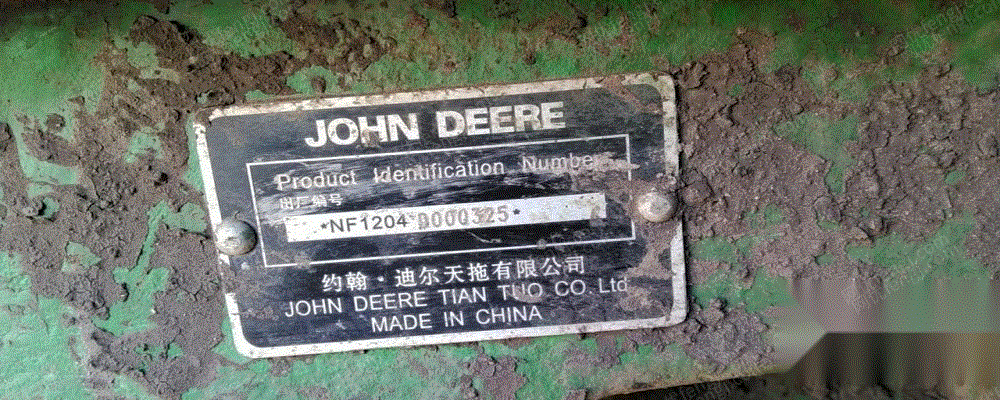 JOHN DEERE
Product Identification Number
出厂编号
*NF1204 D000325*
约翰·迪尔天拖有限公司
JOHN DEERE TIAN TUO CO. Ltd
MADE IN CHINA